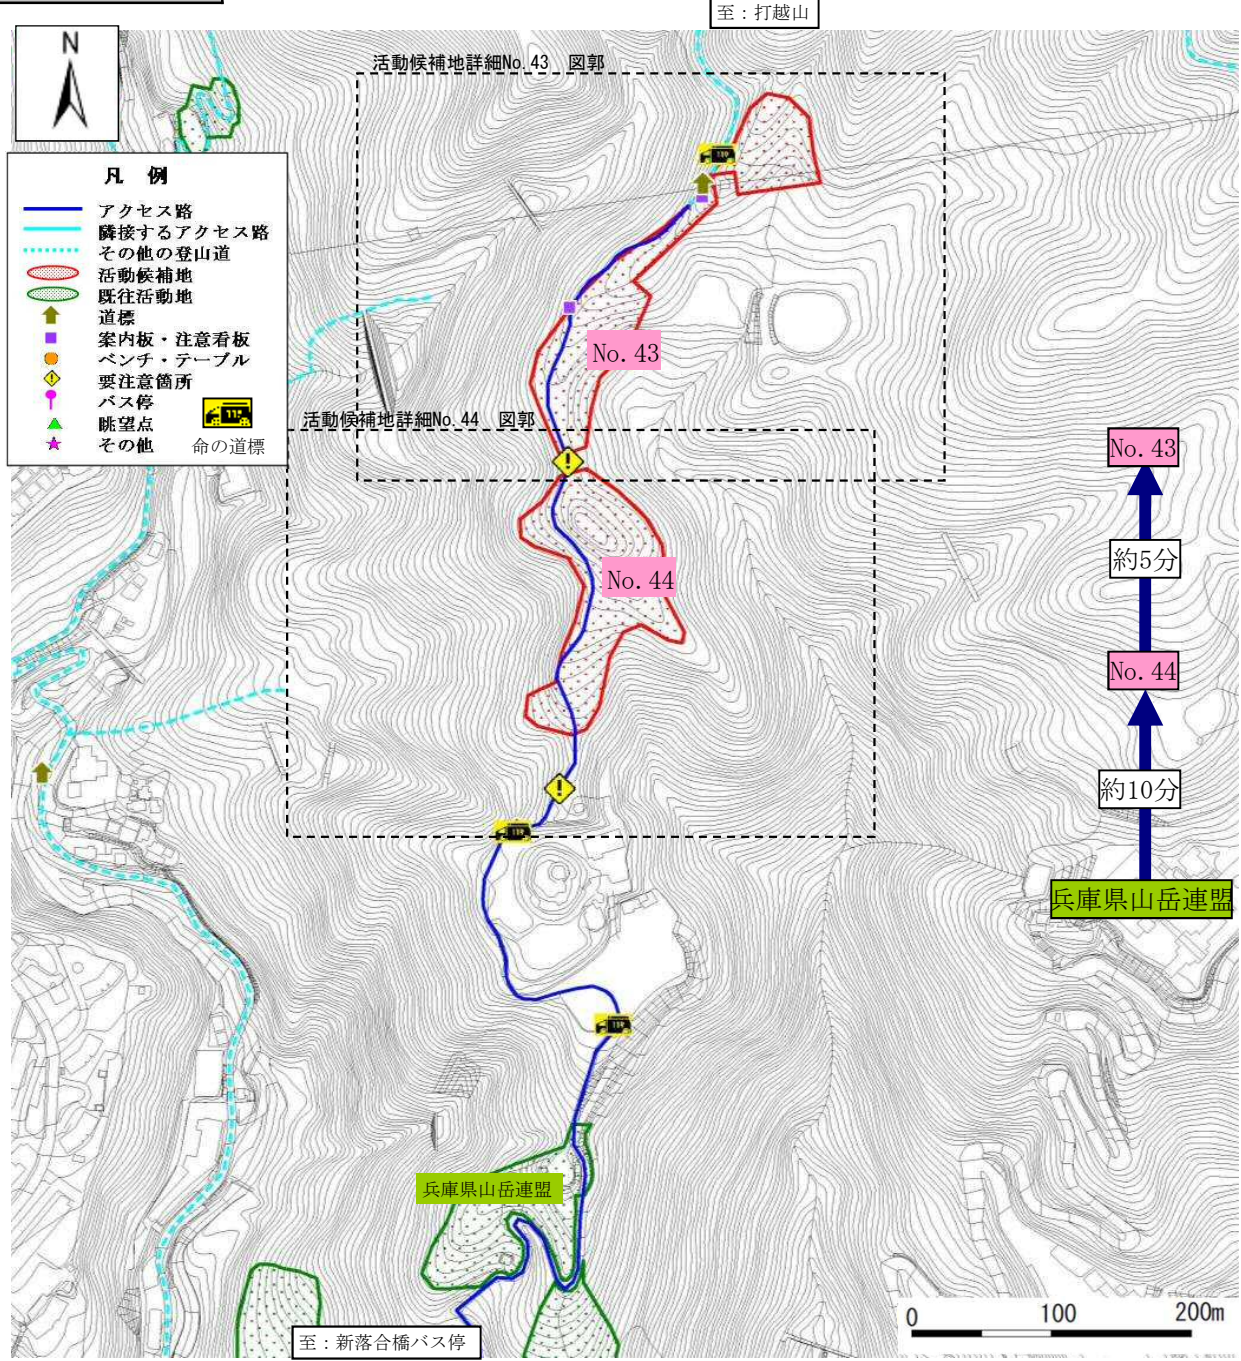 至：打越山
活動候補地詳細No.43　図郭
N
凡　例
アクセス路
隣接するアクセス路
その他の登山道
活動候補地
既往活動地
道標
案内板・注意看板
ベンチ・テーブル
要注意箇所
バス停
眺望点
その他
119
命の道標
119
No.43
活動候補地詳細No.44　図郭
No.44
119
119
兵庫県山岳連盟
至：新落合橋バス停
No.43
約5分
No.44
約10分
兵庫県山岳連盟
0 100 200m